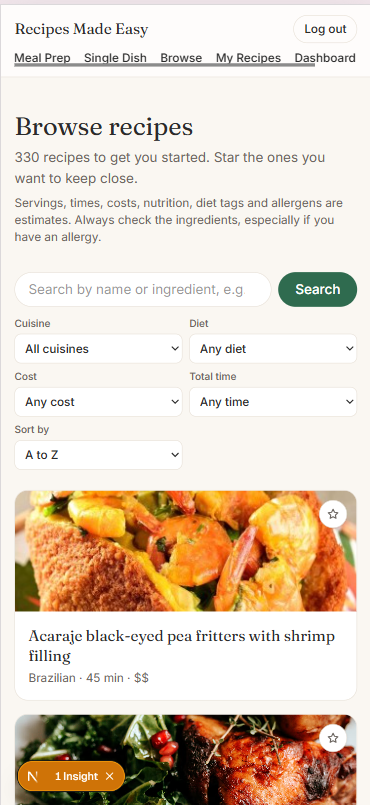 Recipes Made Easy
Log out
Meal Prep Single Dish Browse My Recipes Dashboard
Browse recipes
330 recipes to get you started. Star the ones you
want to keep close.
Servings, times, costs, nutrition, diet tags and allergens are
estimates. Always check the ingredients, especially if you
have an allergy.
Search by name or ingredient, e.g
Search
Cuisine
Diet
All cuisines
Any diet
Cost
Total time
Any cost
Any time
Sort by
A to Z
Acaraje black-eyed pea fritters with shrimp
filling
Brazilian · 45 min · $$
N 1 Insight